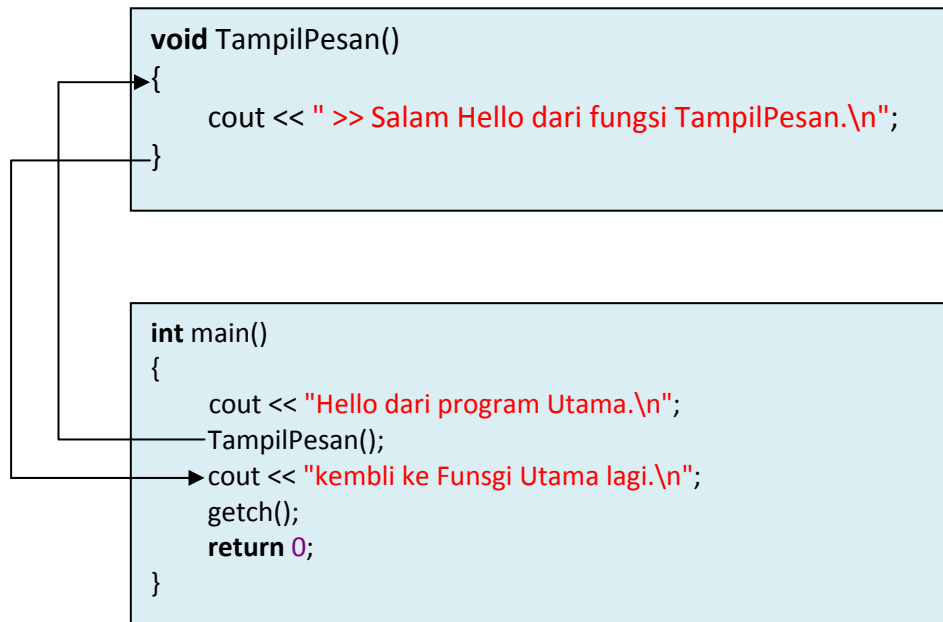 void TampilPesan()
{
cout << " >> Salam Hello dari fungsi TampilPesan.\n";
}
int main()
{
cout << "Hello dari program Utama.\n";
TampilPesan();
cout << "kembli ke Funsgi Utama lagi.\n";
getch();
return 0;
}